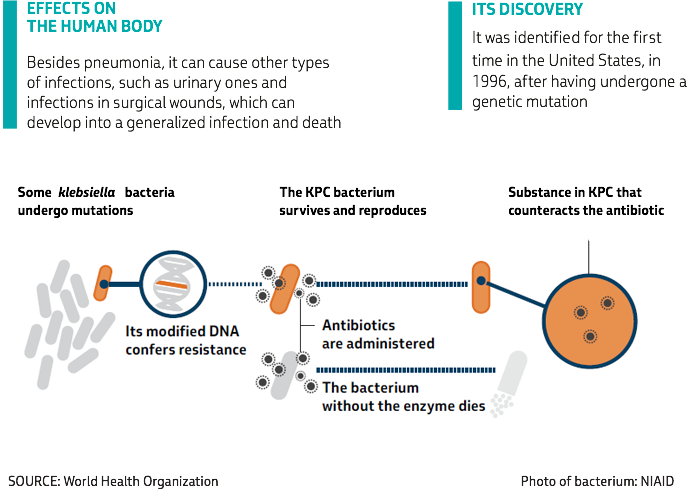 EFFECTS ON
THE HUMAN BODY
Besides pneumonia, it can cause other types
of infections, such as urinary ones and
infections in surgical wounds, which can
develop into a generalized infection and death
ITS DISCOVERY
It was identified for the first
time in the United States, in
1996, after having undergone a
genetic mutation
Some klebsiella bacteria
undergo mutations
The KPC bacterium
survives and reproduces
Substance in KPC that
counteracts the antibiotic
Its modified DNA
confers resistance
Antibiotics
are administered
The bacterium
without the enzyme dies
SOURCE: World Health Organization
Photo of bacterium: NIAID